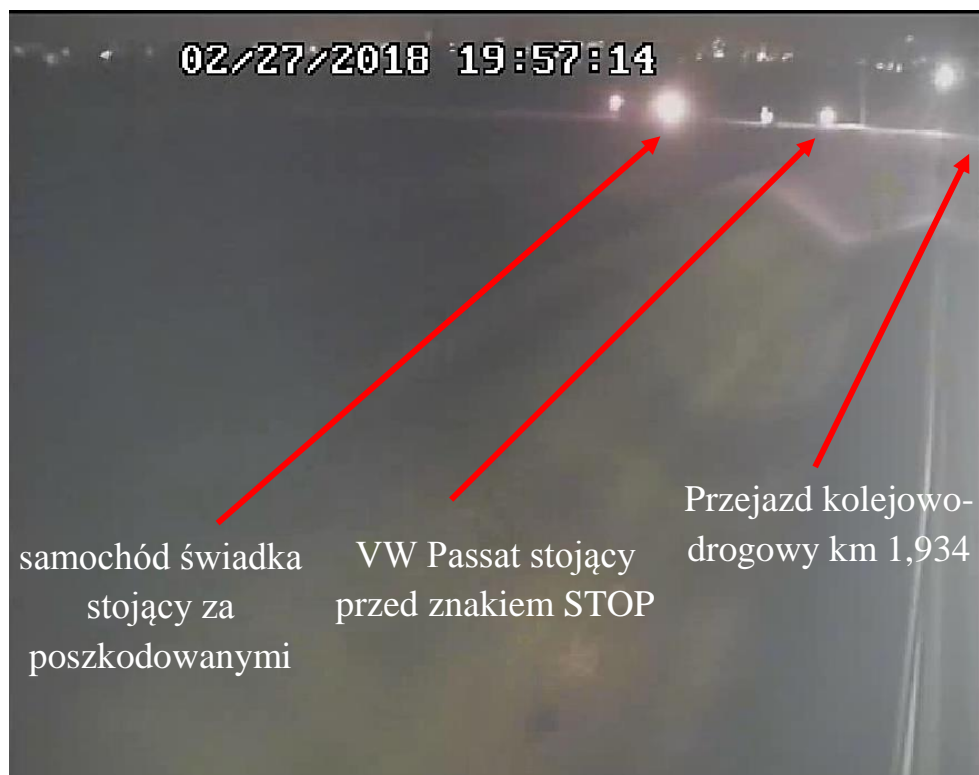 02/27/2018 19:57:14
samochód świadka
stojący za
poszkodowanymi
VW Passat stojący
przed znakiem STOP
Przejazd kolejowo-
drogowy km 1,934